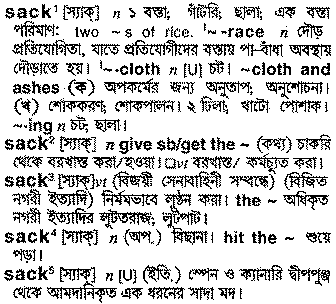 sack¹ [স্যাক্] n ১ বস্তা; গাঁটরি; ছালা; এক বস্তা
পরিমাণ: two ~s of rice. '~-race n দৌড়
প্রতিযোগিতা, যাতে প্রতিযোগীদের বস্তায় পা-বাঁধা অবস্থায়
দৌড়াতে হয়। '~-cloth n [U] চট। ~cloth and
ashes (ক) অপকর্মের জন্য অনুতাপ; অনুশোচনা।
(খ) শোককরণ; শোকপালন। ২ ঢিলা; খাটো পোশাক।
~-ing n চট; ছালা।
sack² [স্যাক্] n give sb/get the ~ (কথ্য) চাকরি
থেকে বরখাস্ত করা/হওয়া। □vt বরখাস্ত/ কর্মচ্যুত করা।
sack³ [স্যাক্]vt (বিজয়ী সেনাবাহিনী সম্বন্ধে) (বিজিত
নগরী ইত্যাদি) নির্মমভাবে লুণ্ঠন করা। the ~ অধিকৃত
নগরী ইত্যাদির লুটতরাজ; লুটপাট।
sack⁴ [স্যাক্] n (অপ.) বিছানা। hit the ~ শুয়ে
পড়া।
sack⁵ [স্যাক্] n [U] (ইতি.) স্পেন ও ক্যানারি দ্বীপপুঞ্জ
থেকে আমদানিকৃত এক ধরনের সাদা মদ।